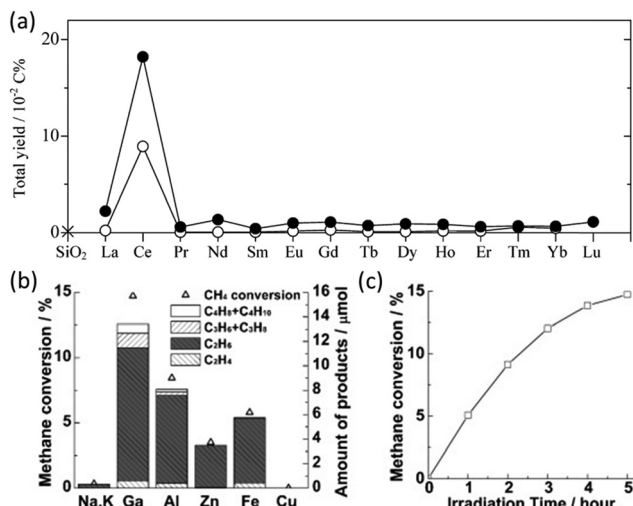 (a)
20
10
0
Total yield / 10⁻² C%
SiO₂ La Ce Pr Nd Sm Eu Gd Tb Dy Ho Er Tm Yb Lu
(b)
15
10
5
0
Methane conversion / %
CH₄ conversion
C₄H₈+C₄H₁₀
C₃H₆+C₃H₈
C₂H₆
C₂H₄
16
14
12
10
8
6
4
2
0
Amount of products / μmol
Na,K Ga Al Zn Fe Cu
(c)
15
10
5
0
Methane conversion / %
0 1 2 3 4 5
Irradiation Time / hour